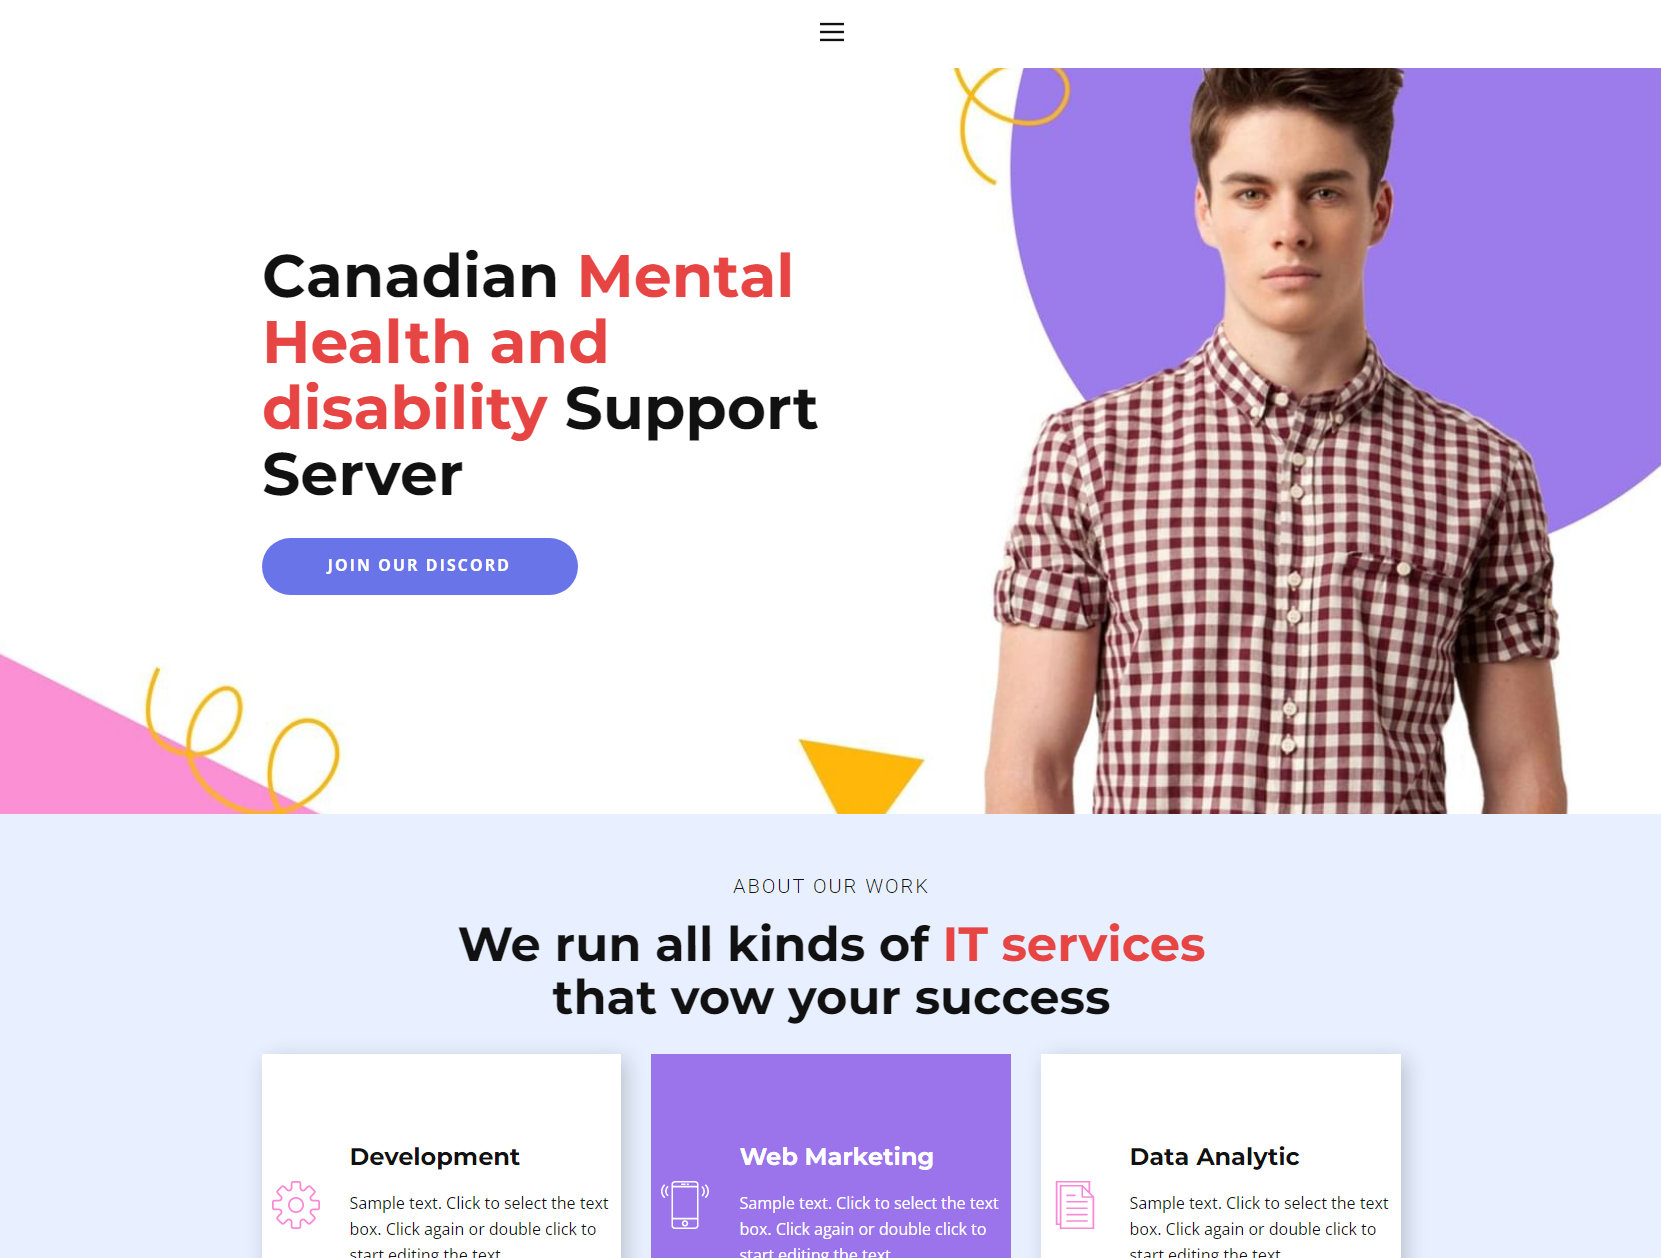 Canadian Mental
Health and
disability Support
Server
JOIN OUR DISCORD
ABOUT OUR WORK
We run all kinds of IT services
that vow your success
Development
Sample text. Click to select the text
box. Click again or double click to
start editing the text.
Web Marketing
Sample text. Click to select the text
box. Click again or double click to
start editing the text.
Data Analytic
Sample text. Click to select the text
box. Click again or double click to
start editing the text.